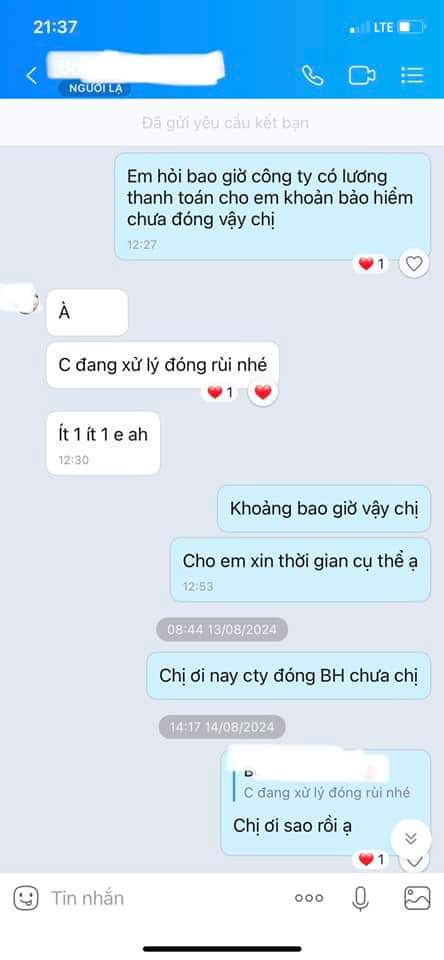 21:37
LTE
NGƯỜI LẠ
Đã gửi yêu cầu kết bạn
Em hỏi bao giờ công ty có lương
thanh toán cho em khoản bảo hiểm
chưa đóng vậy chị
12:27
1
À
C đang xử lý đóng rùi nhé
1
Ít 1 ít 1 e ah
12:30
Khoảng bao giờ vậy chị
Cho em xin thời gian cụ thể ạ
12:53
08:44 13/08/2024
Chị ơi nay cty đóng BH chưa chị
14:17 14/08/2024
C đang xử lý đóng rùi nhé
Chị ơi sao rồi ạ
1
Tin nhắn